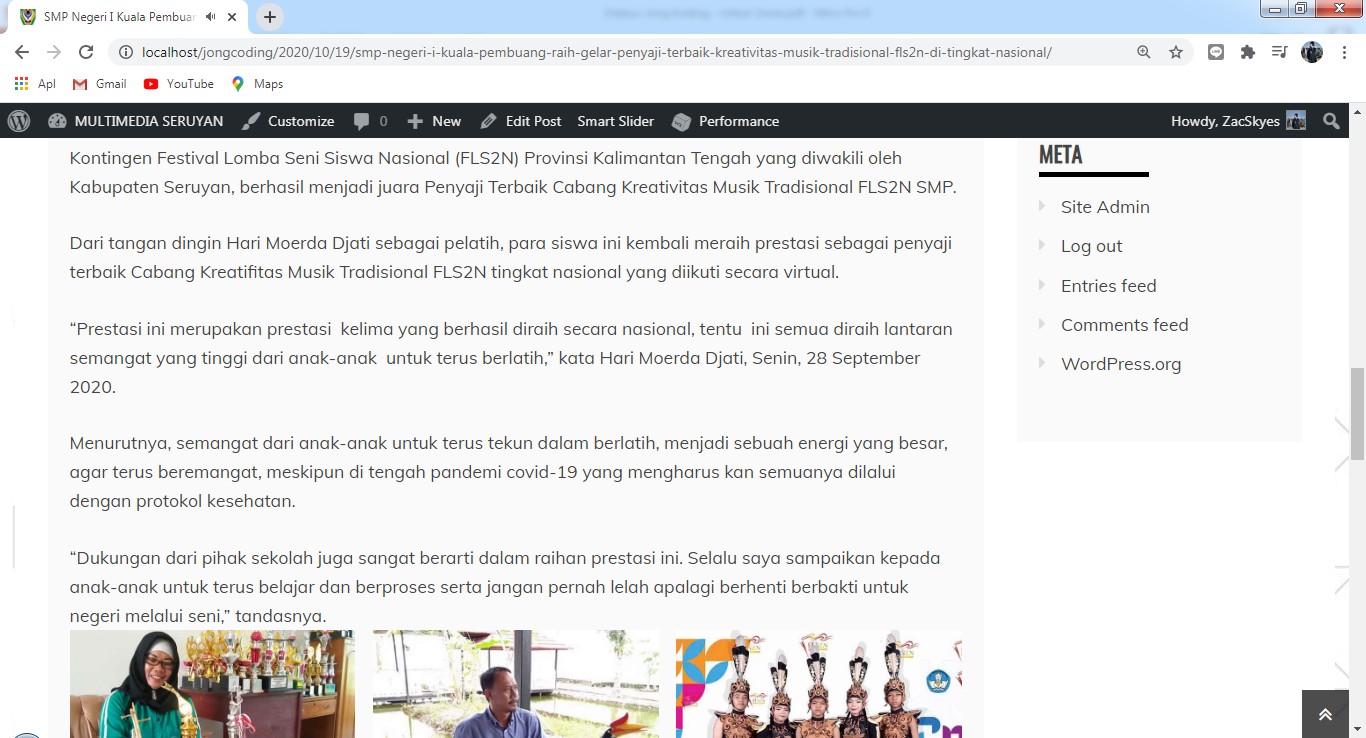 SMP Negeri I Kuala Pembuan
localhost/jongcoding/2020/10/19/smp-negeri-i-kuala-pembuang-raih-gelar-penyaji-terbaik-kreativitas-musik-tradisional-fls2n-di-tingkat-nasional/
Apl Gmail YouTube Maps
MULTIMEDIA SERUYAN Customize 0 New Edit Post Smart Slider Performance Howdy, ZacSkyes
Kontingen Festival Lomba Seni Siswa Nasional (FLS2N) Provinsi Kalimantan Tengah yang diwakili oleh
Kabupaten Seruyan, berhasil menjadi juara Penyaji Terbaik Cabang Kreativitas Musik Tradisional FLS2N SMP.
Dari tangan dingin Hari Moerda Djati sebagai pelatih, para siswa ini kembali meraih prestasi sebagai penyaji
terbaik Cabang Kreatifitas Musik Tradisional FLS2N tingkat nasional yang diikuti secara virtual.
“Prestasi ini merupakan prestasi  kelima yang berhasil diraih secara nasional, tentu  ini semua diraih lantaran
semangat yang tinggi dari anak-anak  untuk terus berlatih,” kata Hari Moerda Djati, Senin, 28 September
2020.
Menurutnya, semangat dari anak-anak untuk terus tekun dalam berlatih, menjadi sebuah energi yang besar,
agar terus beremangat, meskipun di tengah pandemi covid-19 yang mengharus kan semuanya dilalui
dengan protokol kesehatan.
“Dukungan dari pihak sekolah juga sangat berarti dalam raihan prestasi ini. Selalu saya sampaikan kepada
anak-anak untuk terus belajar dan berproses serta jangan pernah lelah apalagi berhenti berbakti untuk
negeri melalui seni,” tandasnya.
META
Site Admin
Log out
Entries feed
Comments feed
WordPress.org